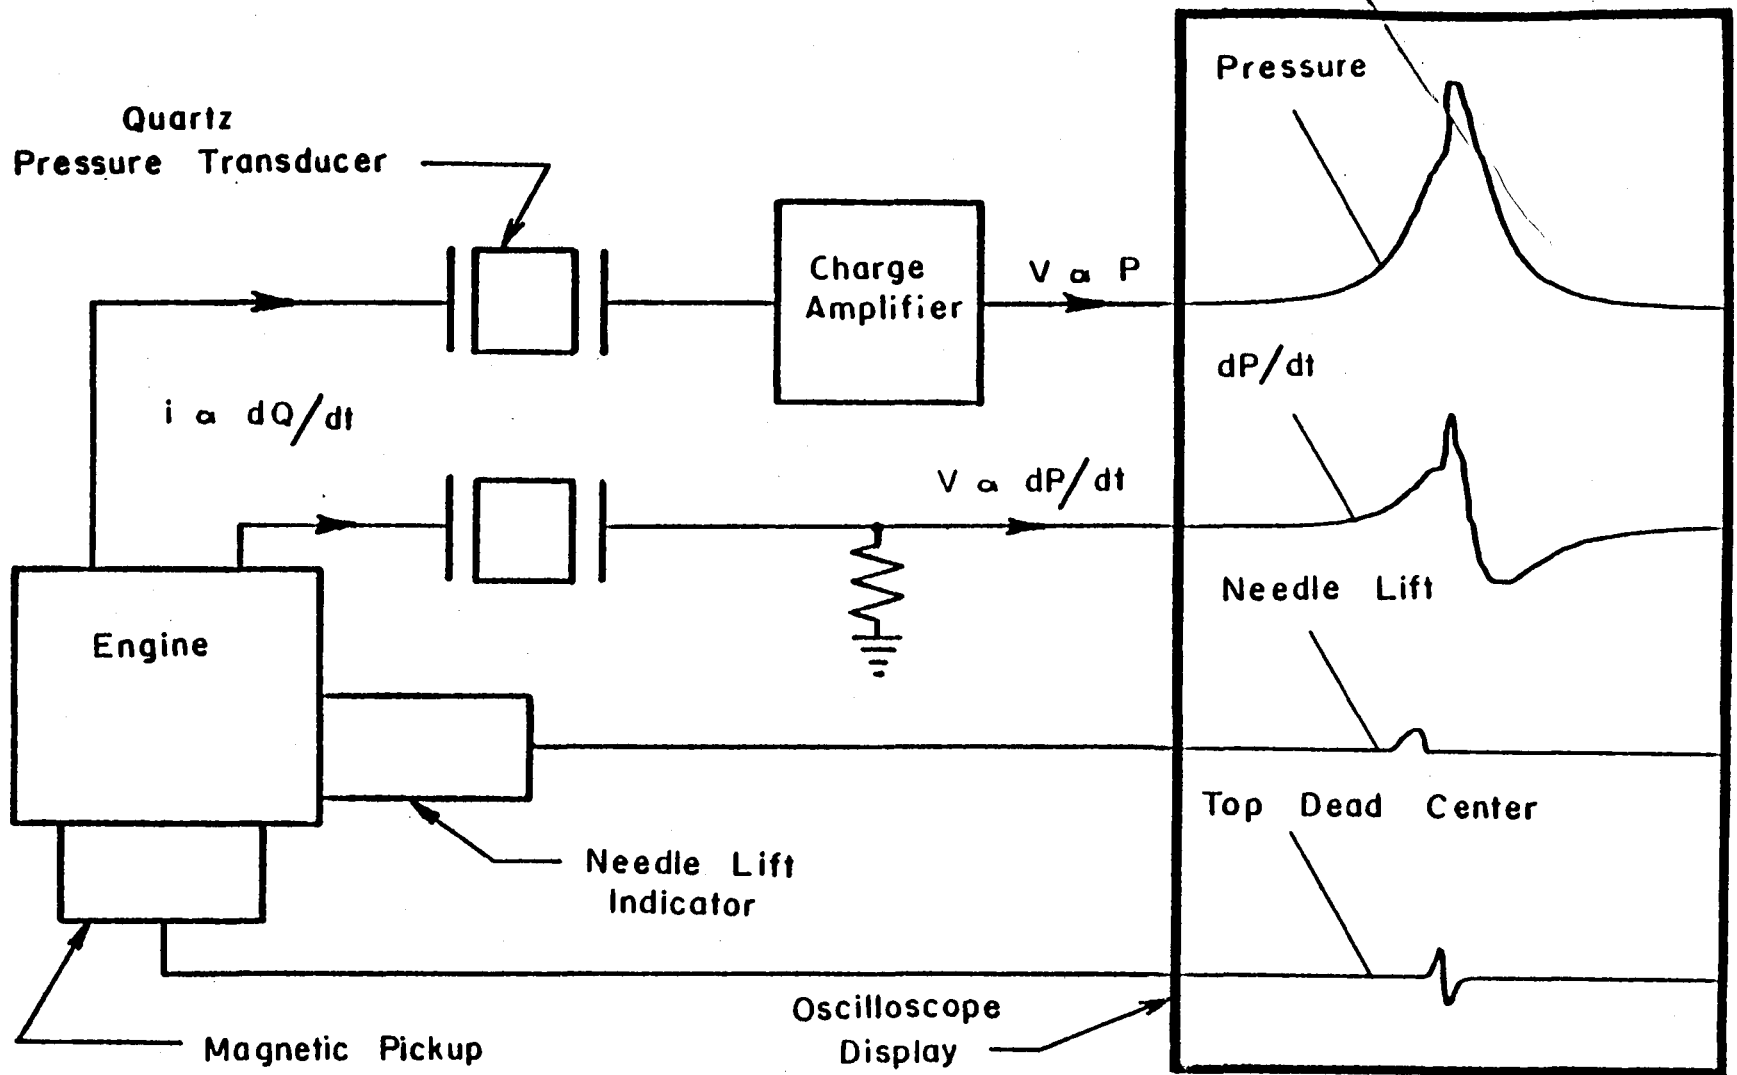 Quartz
Pressure Transducer
Charge
Amplifier
V α P
i α dQ/dt
V α dP/dt
Engine
Needle Lift
Indicator
Magnetic Pickup
Oscilloscope
Display
Pressure
dP/dt
Needle Lift
Top Dead Center